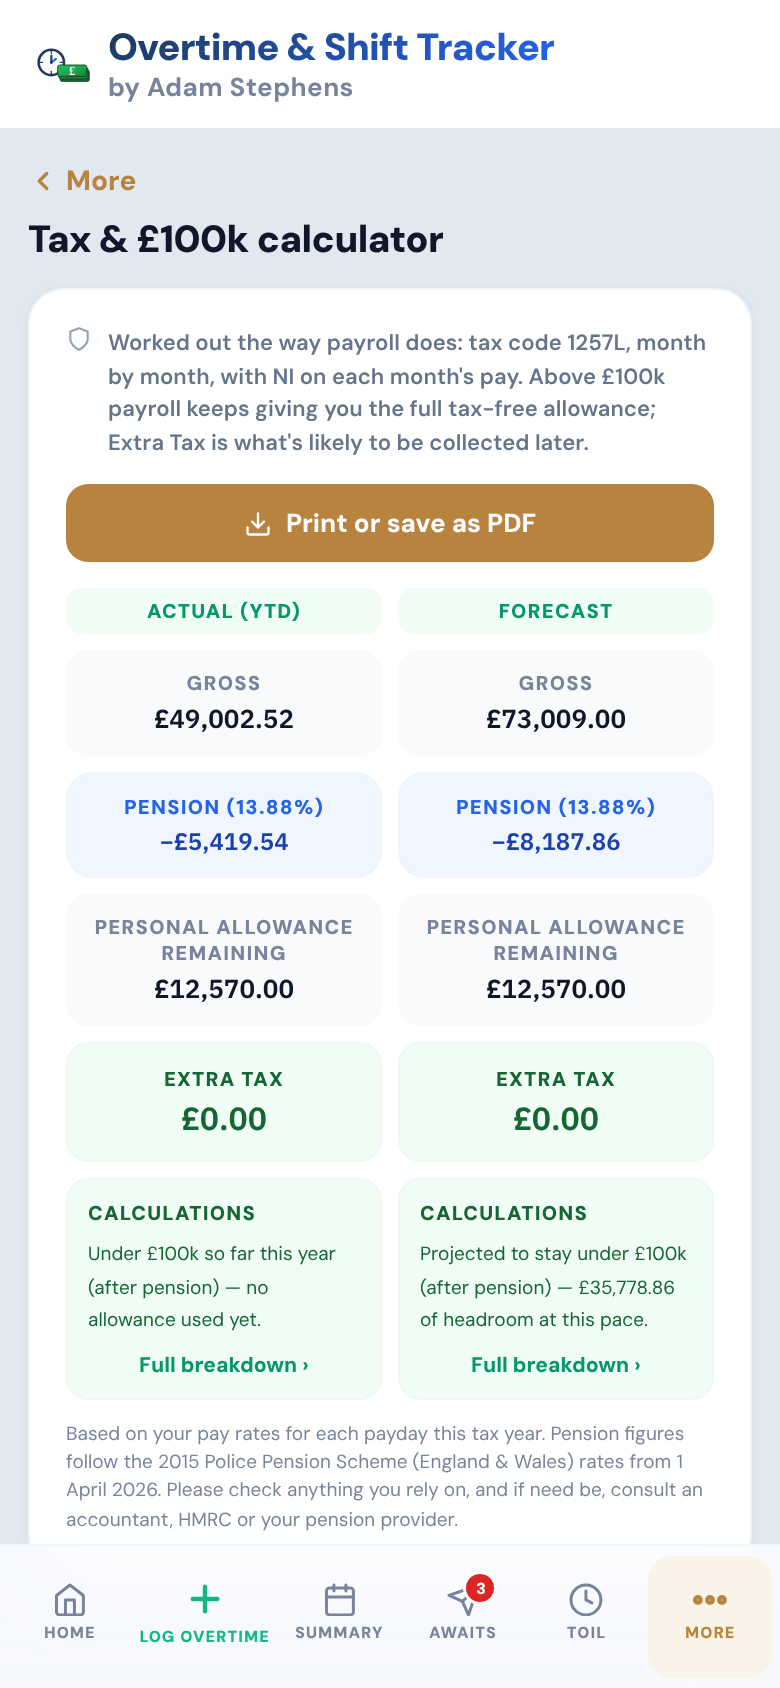 Overtime & Shift Tracker
by Adam Stephens
More
Tax & £100k calculator
Worked out the way payroll does: tax code 1257L, month
by month, with NI on each month's pay. Above £100k
payroll keeps giving you the full tax-free allowance;
Extra Tax is what's likely to be collected later.
Print or save as PDF
ACTUAL (YTD)
FORECAST
GROSS
£49,002.52
GROSS
£73,009.00
PENSION (13.88%)
−£5,419.54
PENSION (13.88%)
−£8,187.86
PERSONAL ALLOWANCE
REMAINING
£12,570.00
PERSONAL ALLOWANCE
REMAINING
£12,570.00
EXTRA TAX
£0.00
EXTRA TAX
£0.00
CALCULATIONS
Under £100k so far this year
(after pension) — no
allowance used yet.
Full breakdown ›
CALCULATIONS
Projected to stay under £100k
(after pension) — £35,778.86
of headroom at this pace.
Full breakdown ›
Based on your pay rates for each payday this tax year. Pension figures
follow the 2015 Police Pension Scheme (England & Wales) rates from 1
April 2026. Please check anything you rely on, and if need be, consult an
accountant, HMRC or your pension provider.
HOME
LOG OVERTIME
SUMMARY
3
AWAITS
TOIL
MORE